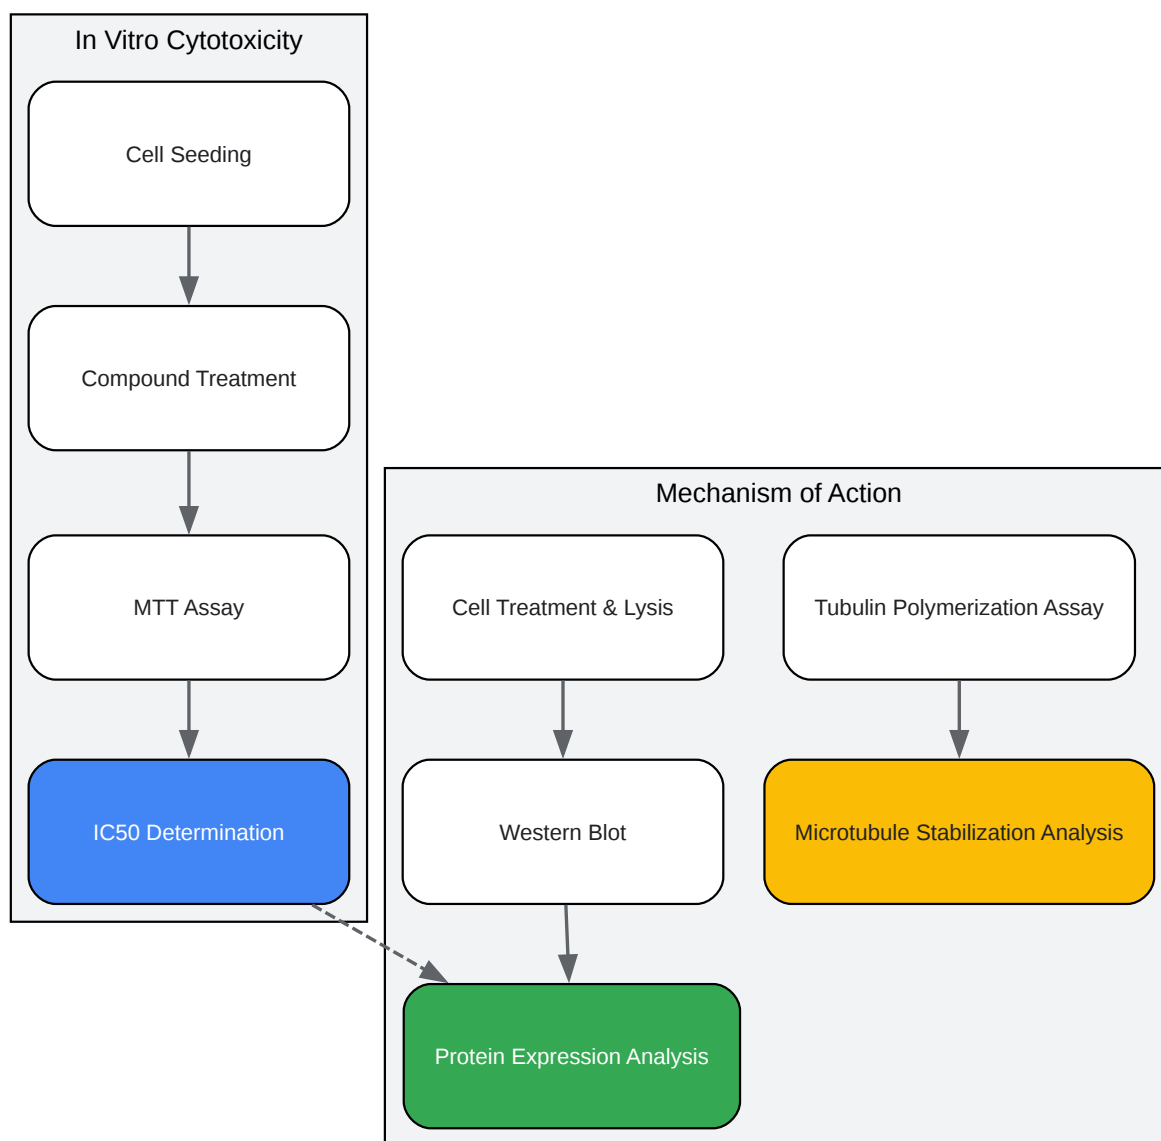 In Vitro Cytotoxicity
Cell Seeding
Compound Treatment
MTT Assay
IC50 Determination
Mechanism of Action
Cell Treatment & Lysis
Tubulin Polymerization Assay
Western Blot
Microtubule Stabilization Analysis
Protein Expression Analysis